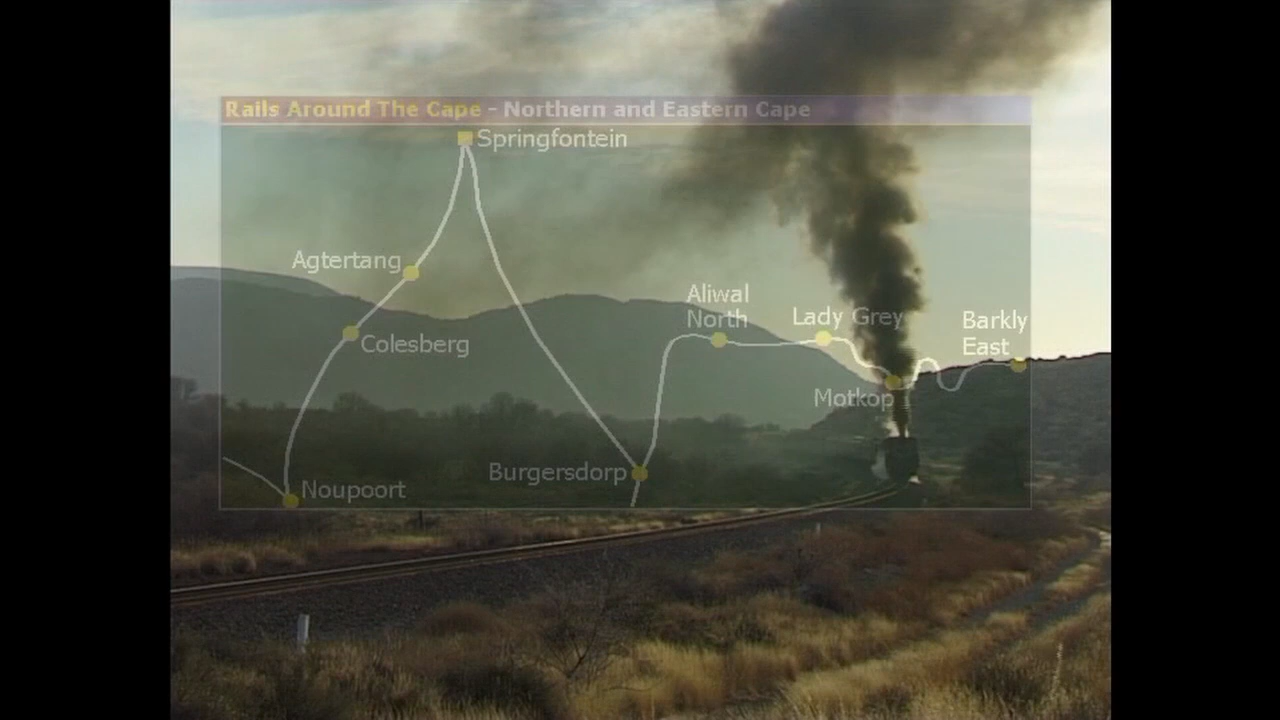 Rails Around The Cape - Northern and Eastern Cape
Springfontein
Agtertang
Aliwal
North
Lady Grey
Barkly
East
Colesberg
Motkop
Burgersdorp
Noupoort